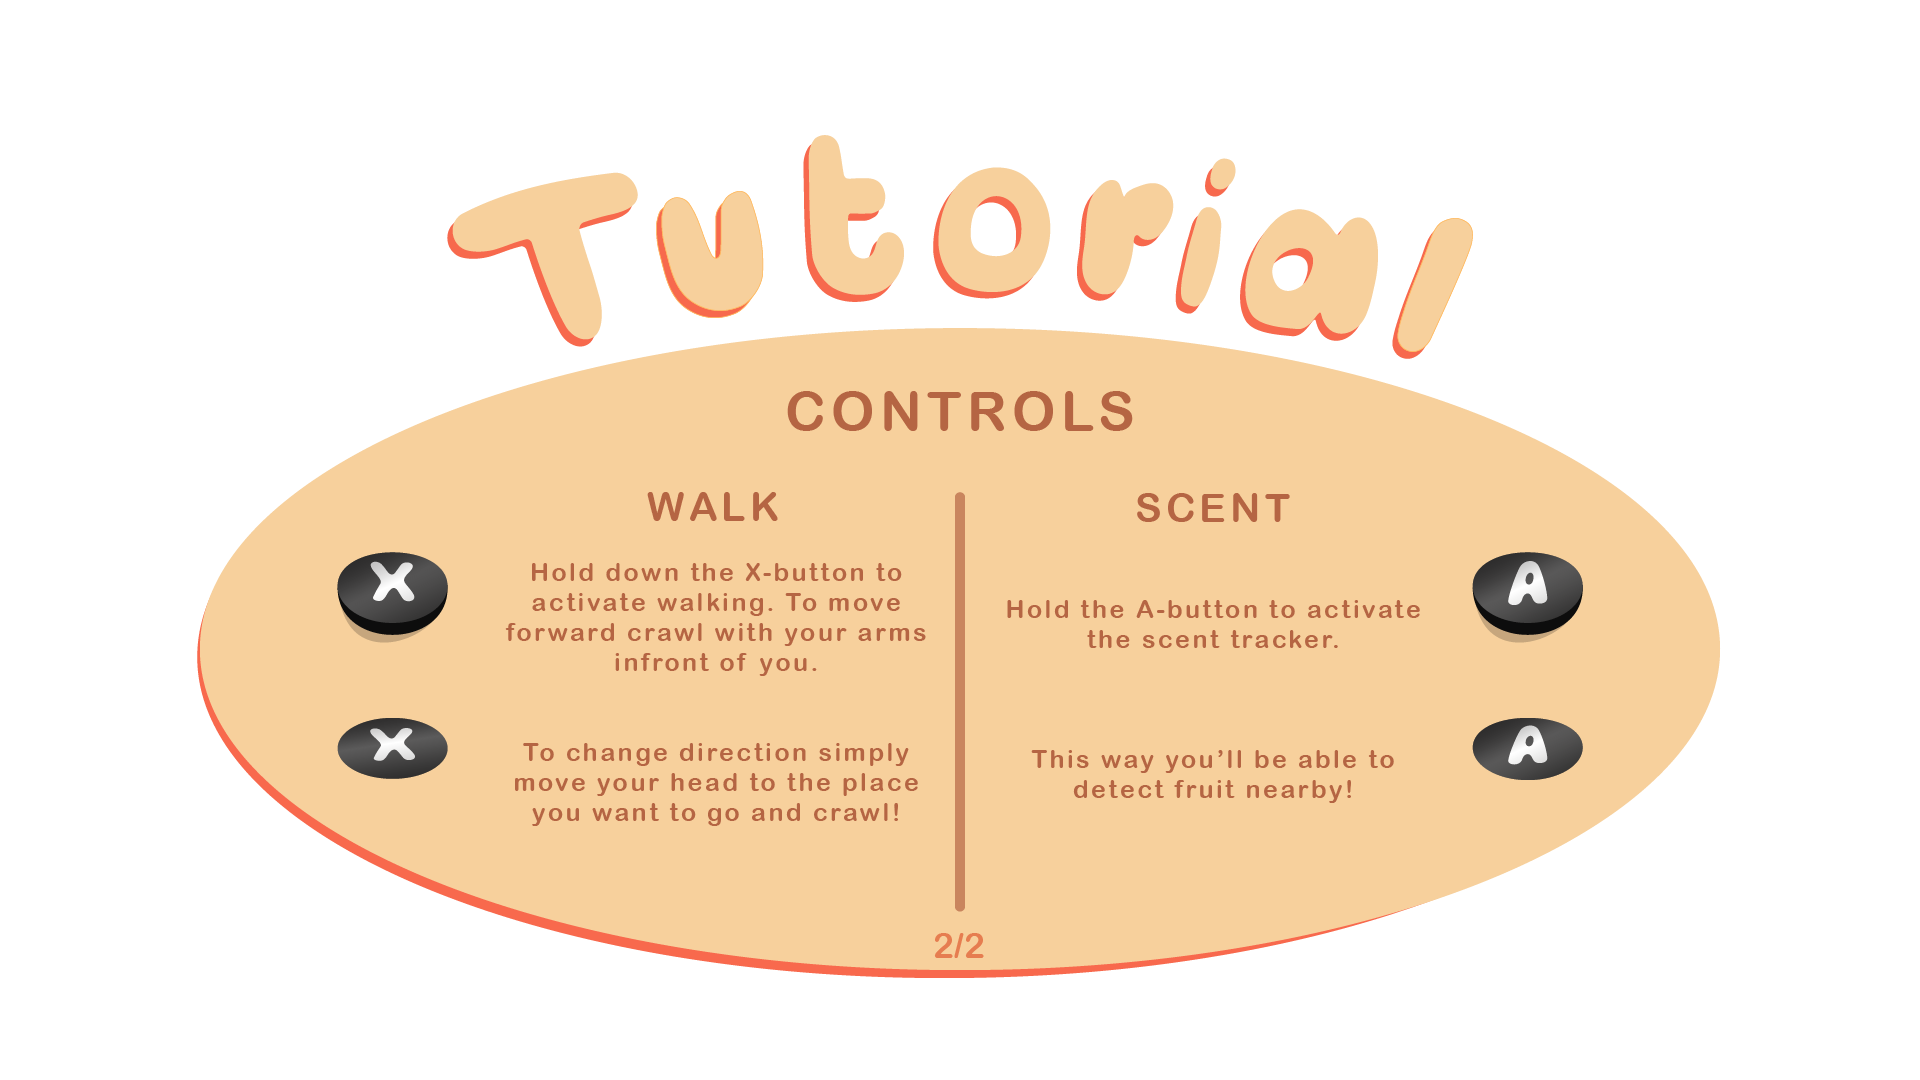 Tutorial
CONTROLS
WALK
X
Hold down the X-button to
activate walking. To move
forward crawl with your arms
infront of you.
X
To change direction simply
move your head to the place
you want to go and crawl!
SCENT
A
Hold the A-button to activate
the scent tracker.
A
This way you’ll be able to
detect fruit nearby!
2/2